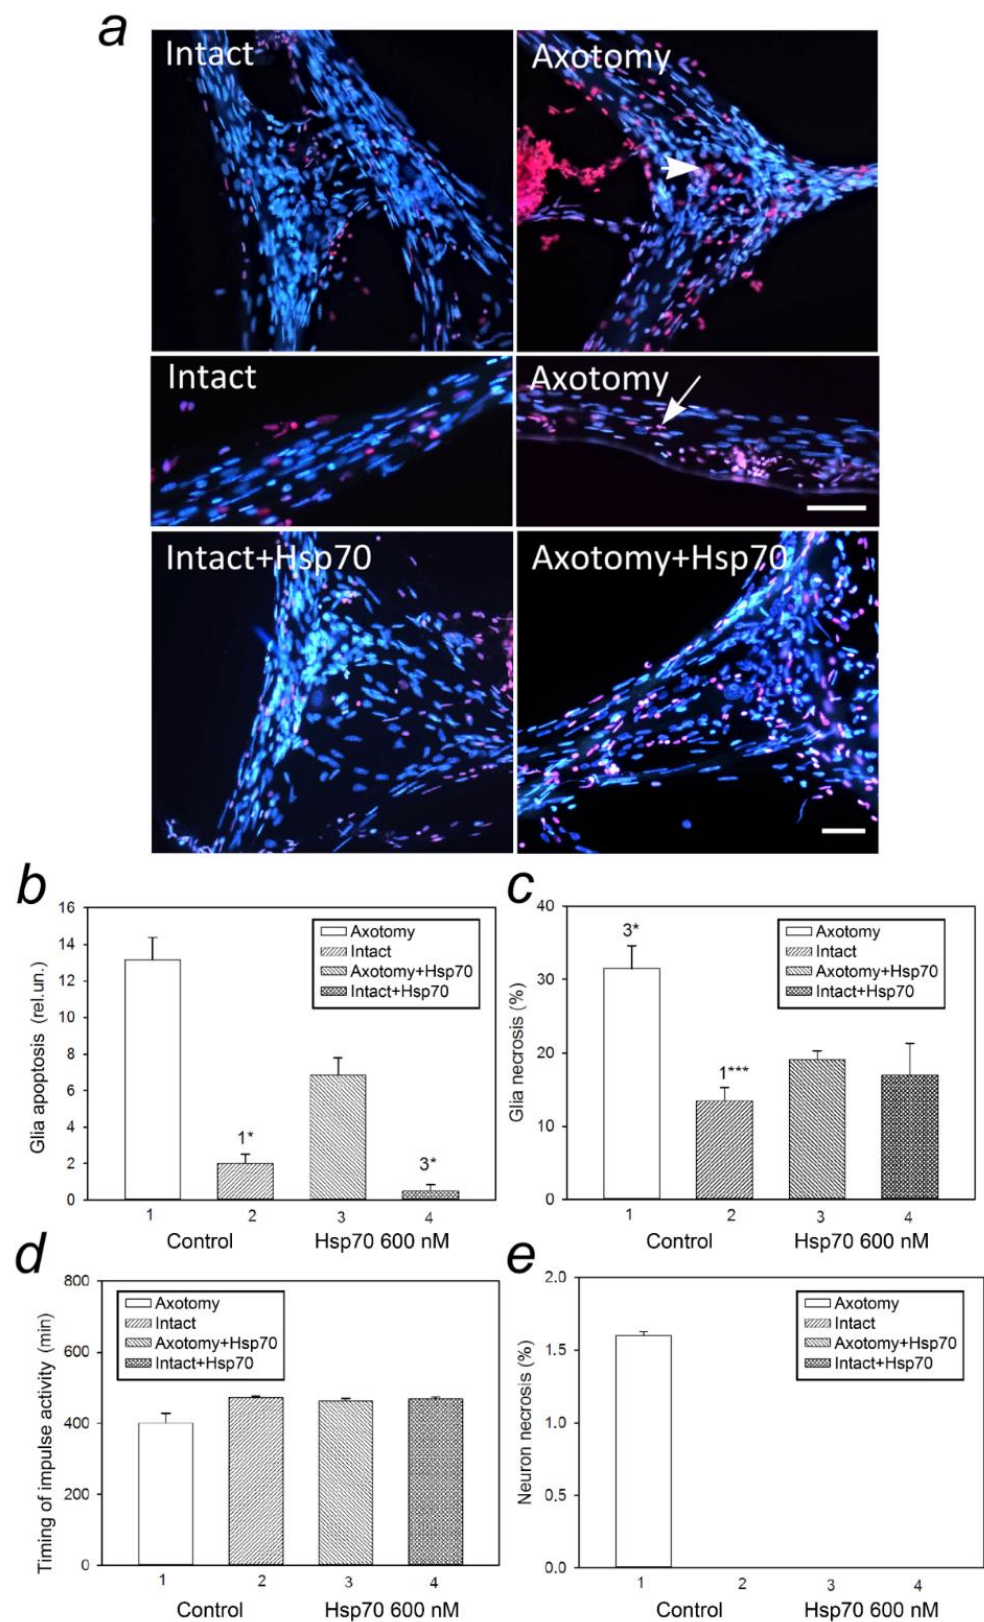 a
Intact
Axotomy
Intact
Axotomy
Intact+Hsp70
Axotomy+Hsp70
b
Glia apoptosis (rel.un.)
16
14
12
10
8
6
4
2
0
Axotomy
Intact
Axotomy+Hsp70
Intact+Hsp70
1*
3*
1 2 3 4
Control Hsp70 600 nM
c
Glia necrosis (%)
40
30
20
10
0
Axotomy
Intact
Axotomy+Hsp70
Intact+Hsp70
3*
1***
1 2 3 4
Control Hsp70 600 nM
d
Timing of impulse activity (min)
800
600
400
200
0
Axotomy
Intact
Axotomy+Hsp70
Intact+Hsp70
1 2 3 4
Control Hsp70 600 nM
e
Neuron necrosis (%)
2.0
1.5
1.0
0.5
0.0
Axotomy
Intact
Axotomy+Hsp70
Intact+Hsp70
1 2 3 4
Control Hsp70 600 nM